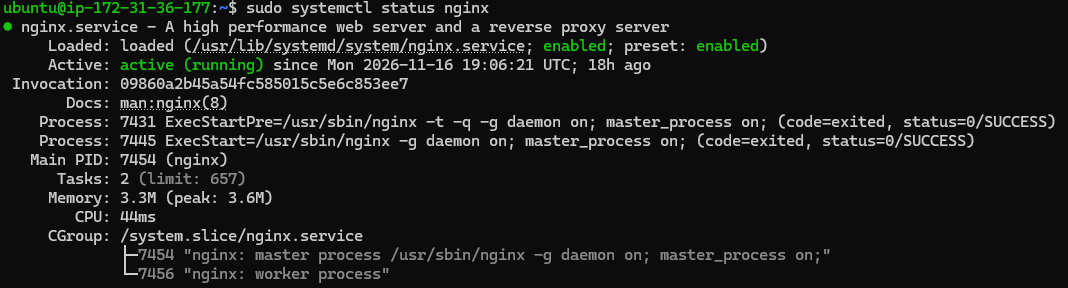 ubuntu@ip-172-31-36-177:~$ sudo systemctl status nginx
● nginx.service - A high performance web server and a reverse proxy server
     Loaded: loaded (/usr/lib/systemd/system/nginx.service; enabled; preset: enabled)
     Active: active (running) since Mon 2026-11-16 19:06:21 UTC; 18h ago
 Invocation: 09860a2b45a54fc585015c5e6c853ee7
       Docs: man:nginx(8)
    Process: 7431 ExecStartPre=/usr/sbin/nginx -t -q -g daemon on; master_process on; (code=exited, status=0/SUCCESS)
    Process: 7445 ExecStart=/usr/sbin/nginx -g daemon on; master_process on; (code=exited, status=0/SUCCESS)
   Main PID: 7454 (nginx)
      Tasks: 2 (limit: 657)
     Memory: 3.3M (peak: 3.6M)
        CPU: 44ms
     CGroup: /system.slice/nginx.service
             ├─7454 "nginx: master process /usr/sbin/nginx -g daemon on; master_process on;"
             └─7456 "nginx: worker process"